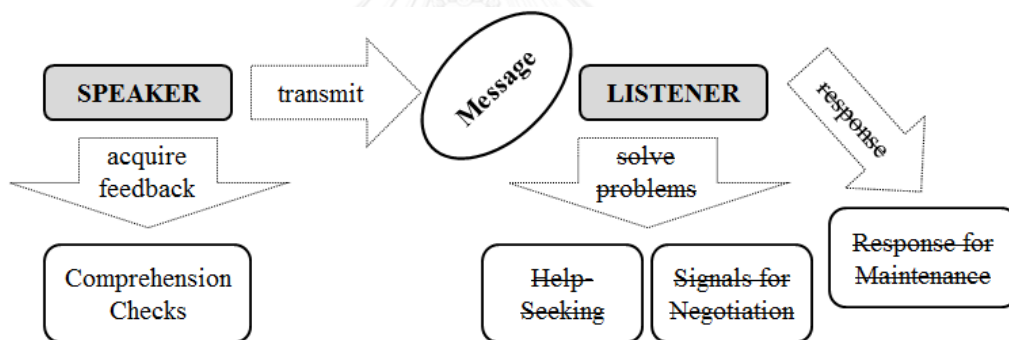 SPEAKER
transmit
Message
LISTENER
response
acquire
feedback
solve
problems
Comprehension
Checks
Help-
Seeking
Signals for
Negotiation
Response for
Maintenance